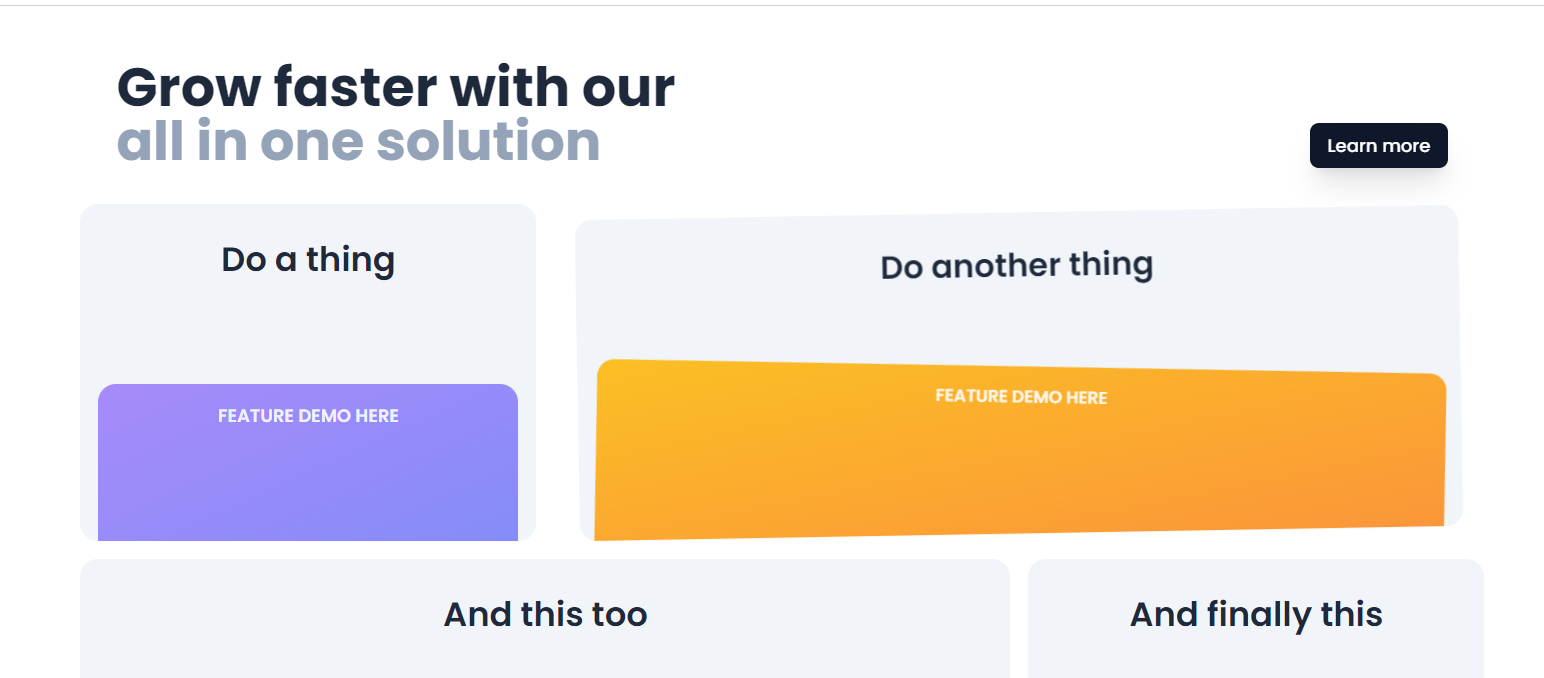 Grow faster with our
all in one solution
Learn more
Do a thing
Do another thing
FEATURE DEMO HERE
FEATURE DEMO HERE
And this too
And finally this